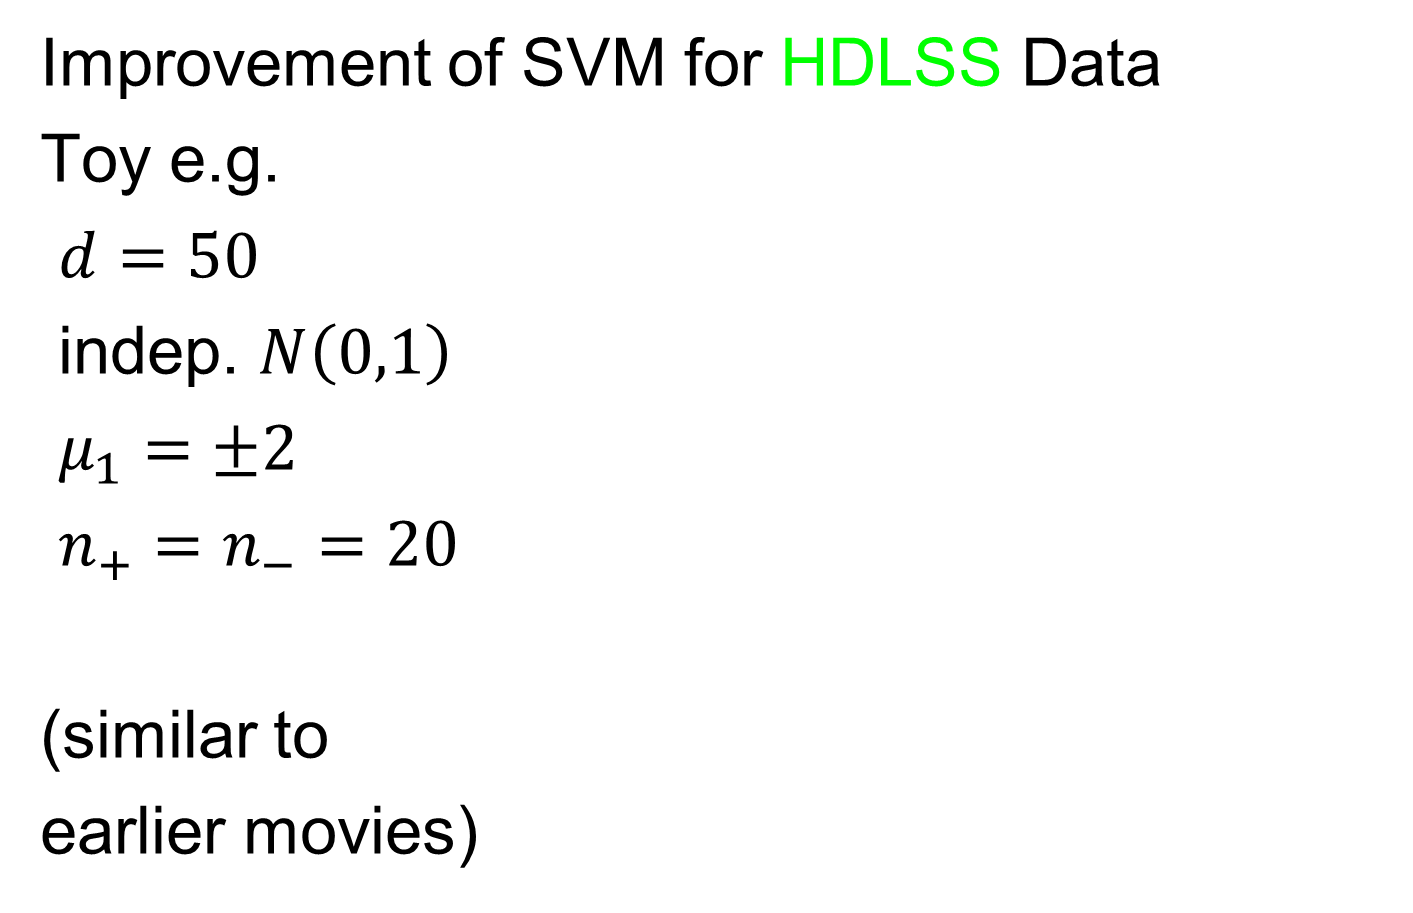 Improvement of SVM for HDLSS Data
Toy e.g.
d = 50
indep. N(0,1)
μ₁ = ±2
n₊ = n₋ = 20
(similar to
earlier movies)